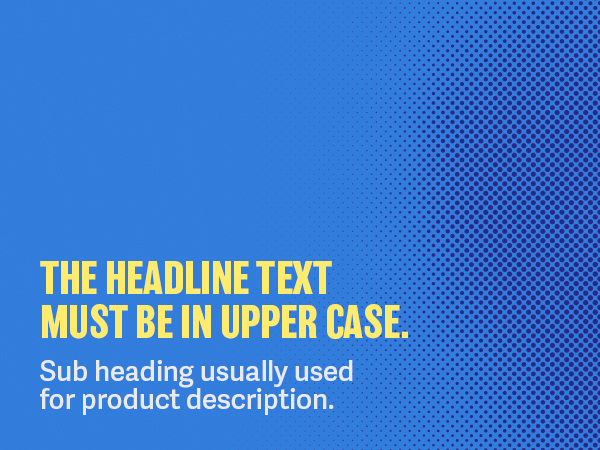 THE HEADLINE TEXT
MUST BE IN UPPER CASE.
Sub heading usually used
for product description.